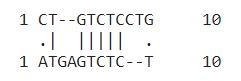 1 CT--GTCTCCTG 10
.| ||||| .
1 ATGAGTCTC--T 10